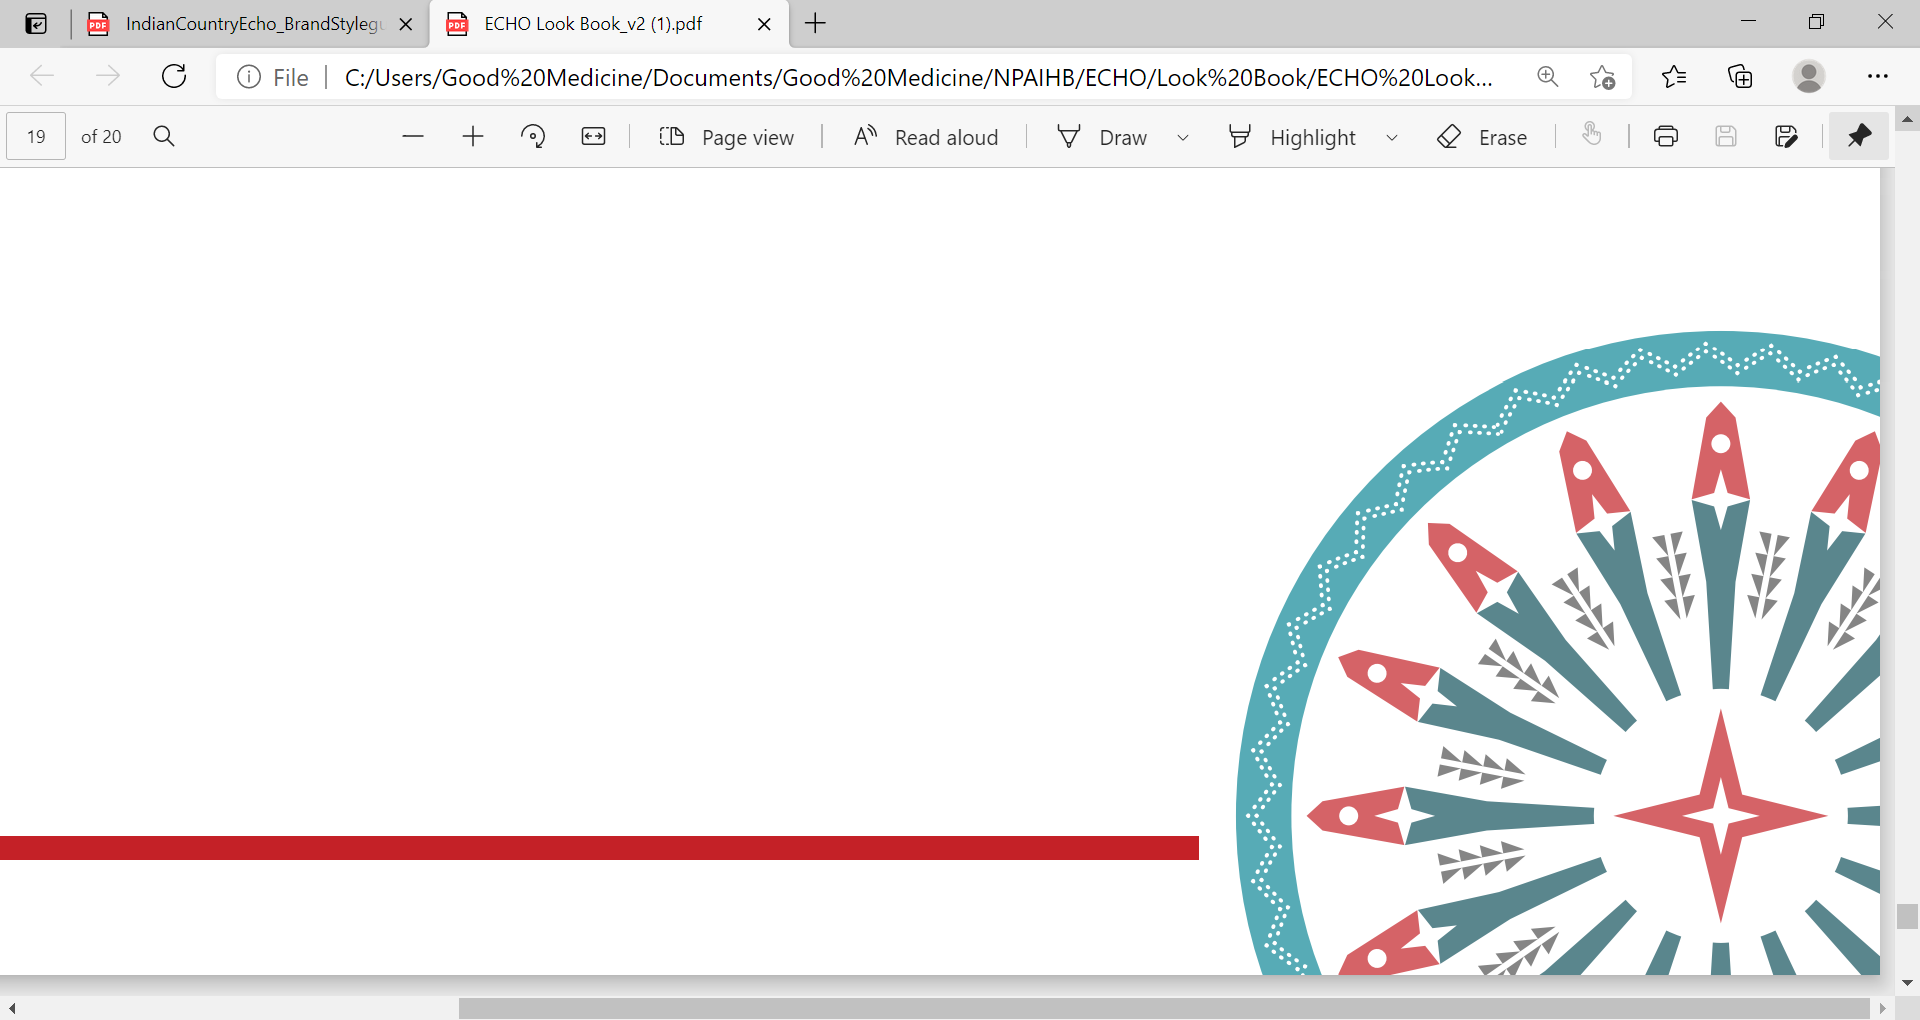 IndianCountryEcho_BrandStylegu
ECHO Look Book_v2 (1).pdf
File
C:/Users/Good%20Medicine/Documents/Good%20Medicine/NPAIHB/ECHO/Look%20Book/ECHO%20Look...
19 of 20
Page view
Read aloud
Draw
Highlight
Erase